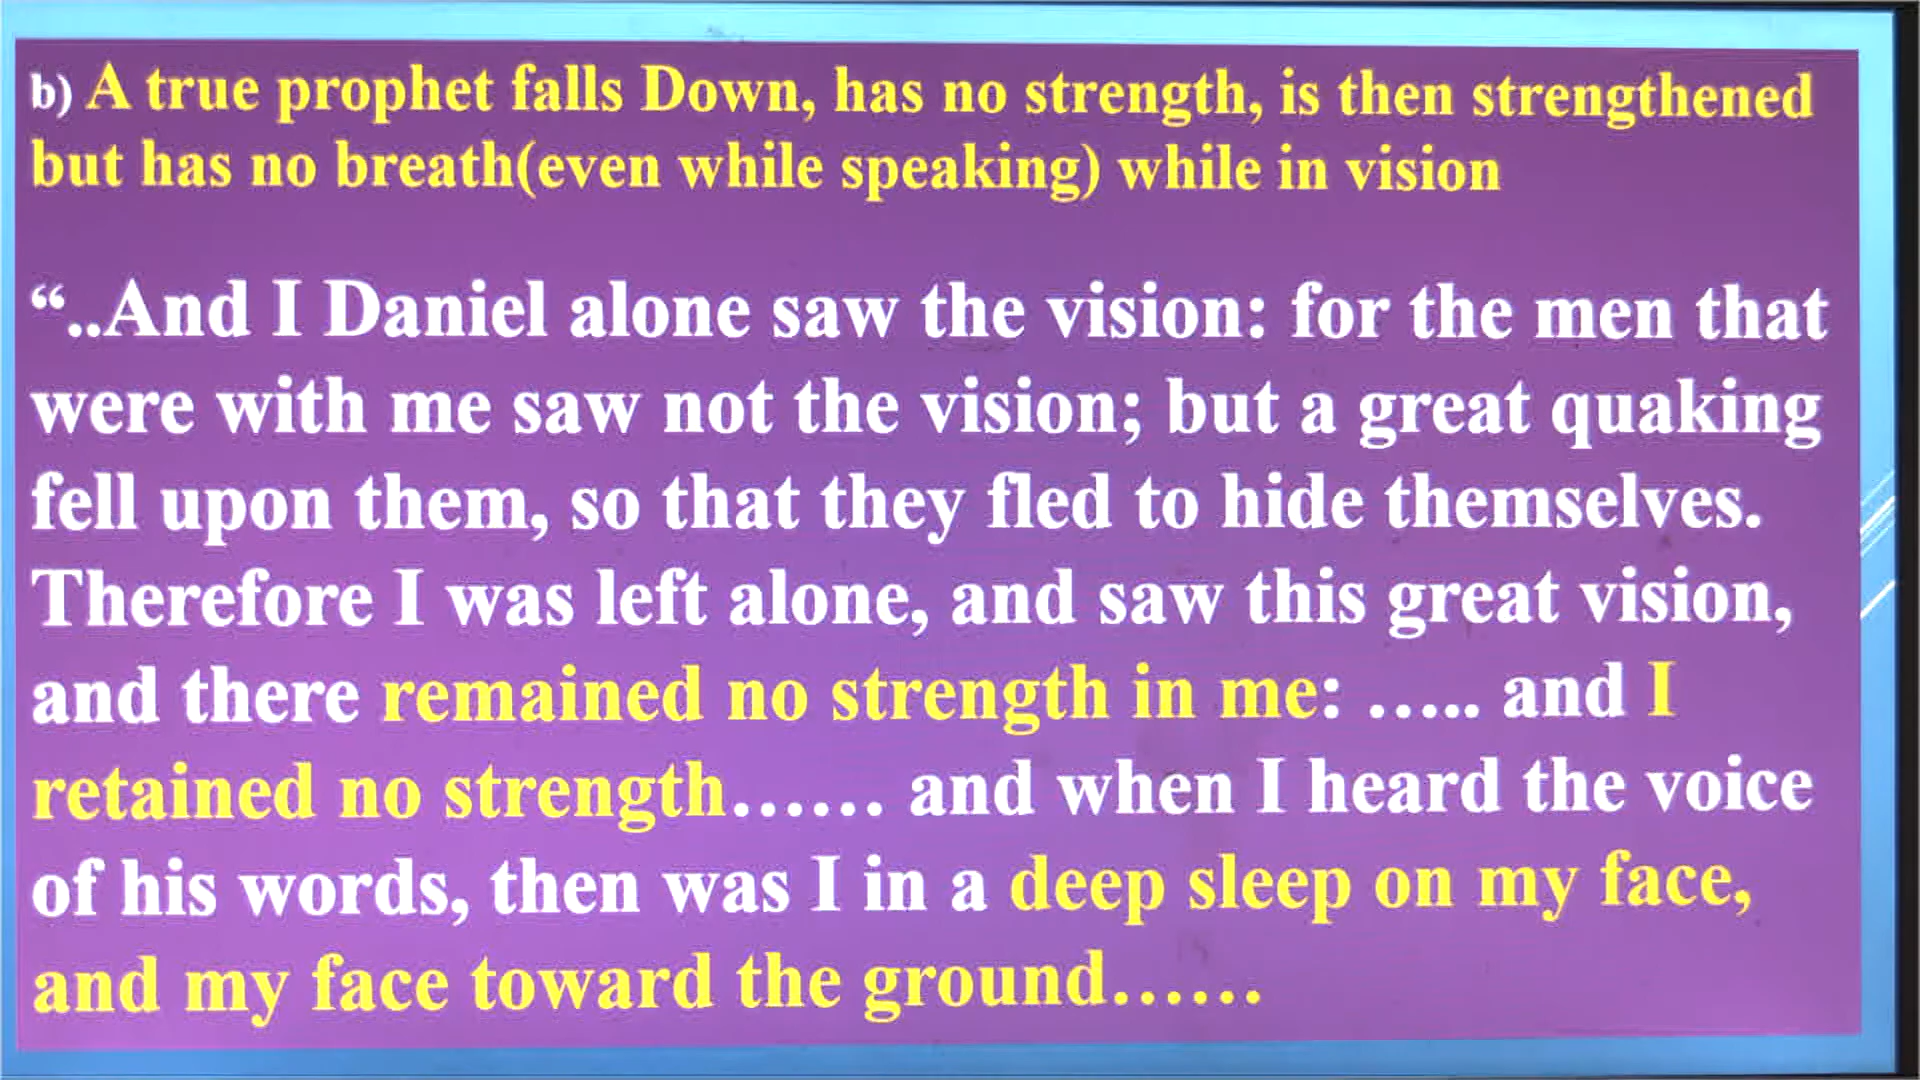 b) A true prophet falls Down, has no strength, is then strengthened
but has no breath(even while speaking) while in vision
“..And I Daniel alone saw the vision: for the men that
were with me saw not the vision; but a great quaking
fell upon them, so that they fled to hide themselves.
Therefore I was left alone, and saw this great vision,
and there remained no strength in me: ….. and I
retained no strength…… and when I heard the voice
of his words, then was I in a deep sleep on my face,
and my face toward the ground……